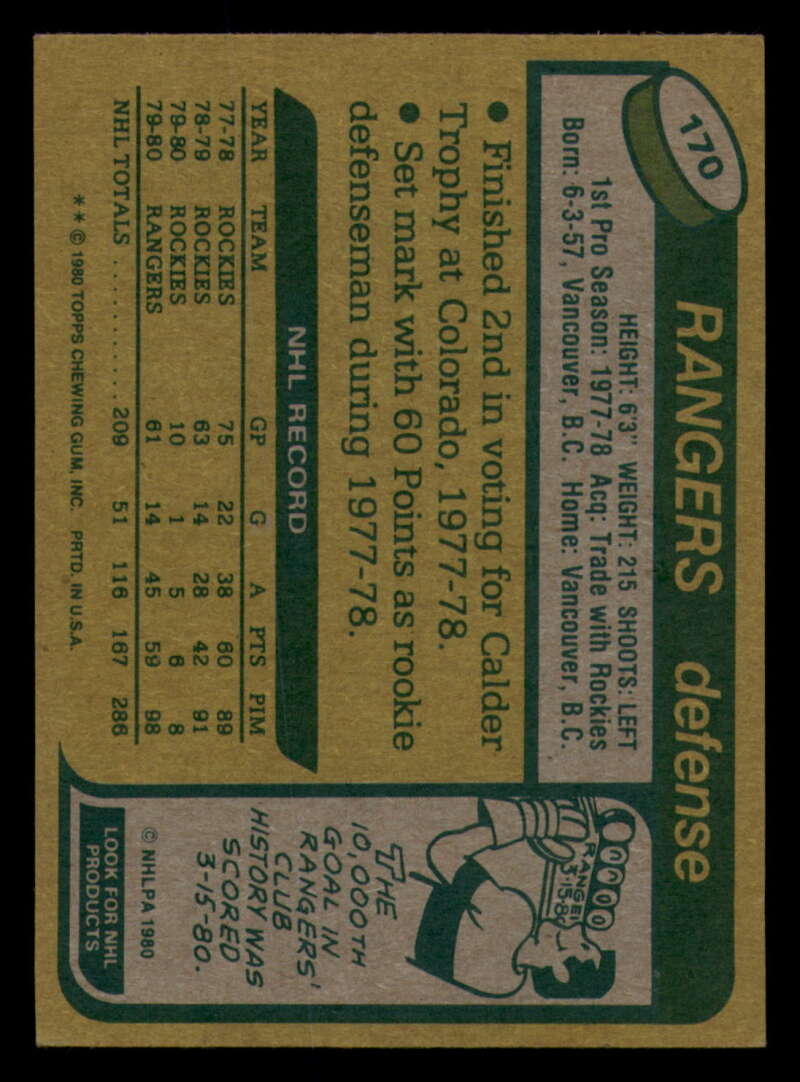 170
RANGERS defense
HEIGHT: 6'3" WEIGHT: 215 SHOOTS: LEFT
1st Pro Season: 1977-78 Acq: Trade with Rockies
Born: 6-3-57, Vancouver, B.C. Home: Vancouver, B.C.
● Finished 2nd in voting for Calder
Trophy at Colorado, 1977-78.
● Set mark with 60 Points as rookie
defenseman during 1977-78.
NHL RECORD
YEAR TEAM GP G A PTS PIM
77-78 ROCKIES 75 22 38 60 89
78-79 ROCKIES 63 14 28 42 91
79-80 ROCKIES 10 1 5 6 8
79-80 RANGERS 61 14 45 59 98
NHL TOTALS ............ 209 51 116 167 286
* * © 1980 TOPPS CHEWING GUM, INC. PRTD. IN U.S.A.
RANGER
3-15-80
THE
10,000TH
GOAL IN
RANGERS'
CLUB
HISTORY WAS
SCORED
3-15-80.
© NHLPA 1980
LOOK FOR NHL
PRODUCTS